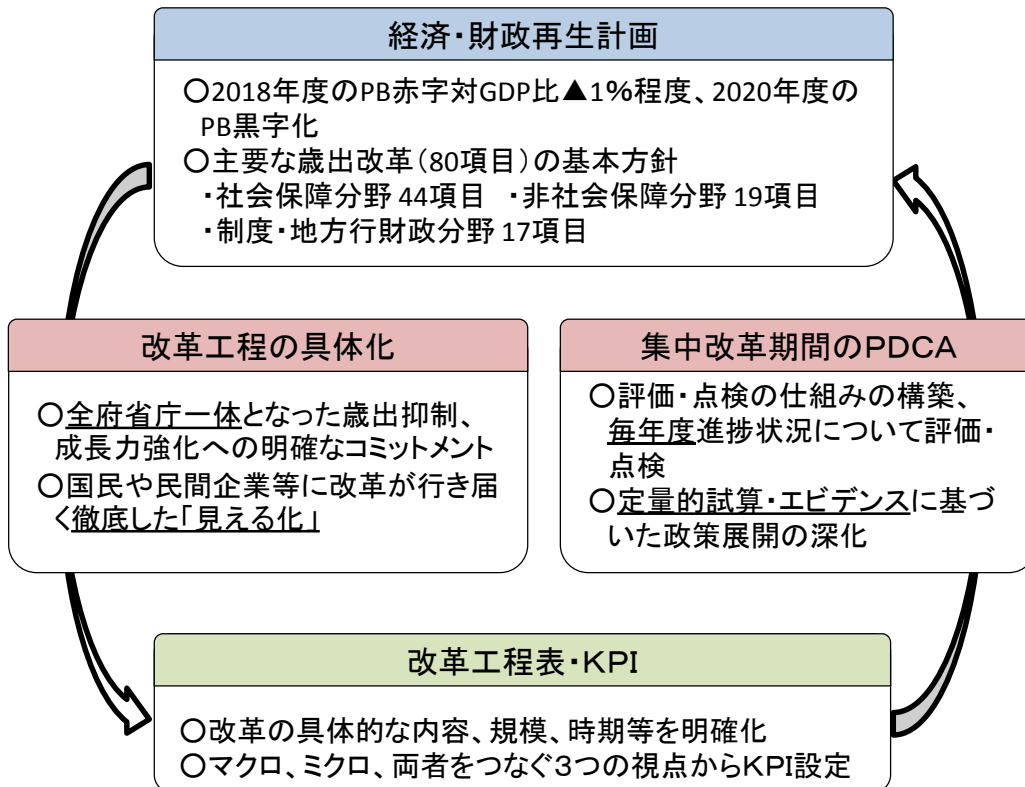 経済・財政再生計画
○2018年度のPB赤字対GDP比▲1%程度、2020年度の
PB黒字化
○主要な歳出改革（80項目）の基本方針
・社会保障分野 44項目 ・非社会保障分野 19項目
・制度・地方行財政分野 17項目
改革工程の具体化
○全府省庁一体となった歳出抑制、
成長力強化への明確なコミットメント
○国民や民間企業等に改革が行き届
く徹底した「見える化」
集中改革期間のPDCA
○評価・点検の仕組みの構築、
毎年度進捗状況について評価・
点検
○定量的試算・エビデンスに基づ
いた政策展開の深化
改革工程表・KPI
○改革の具体的な内容、規模、時期等を明確化
○マクロ、ミクロ、両者をつなぐ3つの視点からKPI設定